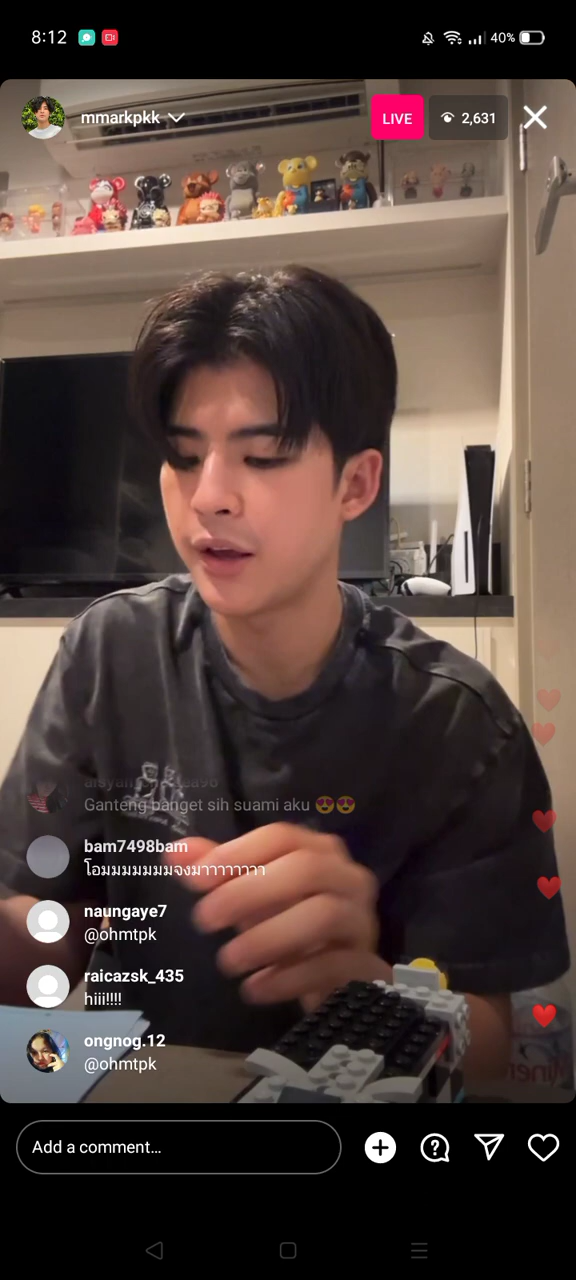 8:12
40%
mmarkpkk
LIVE
2,631
Ganteng banget sih suami aku 😍😍
bam7498bam
โอมมมมมมมจงมาาาาาาาา
naungaye7
@ohmtpk
raicazsk_435
hiii!!!!
ongnog.12
@ohmtpk
Add a comment...